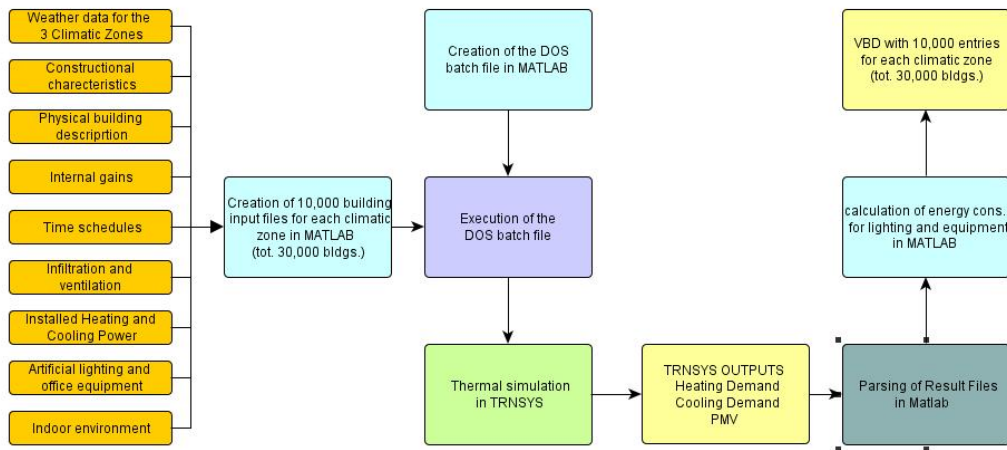 Weather data for the
3 Climatic Zones
Constructional
charecteristics
Physical building
descriprtion
Internal gains
Time schedules
Infiltration and
ventilation
Installed Heating and
Cooling Power
Artificial lighting and
office equipment
Indoor environment
Creation of 10,000 building
input files for each climatic
zone in MATLAB
(tot. 30,000 bldgs.)
Creation of the DOS
batch file in MATLAB
Execution of the
DOS batch file
Thermal simulation
in TRNSYS
TRNSYS OUTPUTS
Heating Demand
Cooling Demand
PMV
Parsing of Result Files
in Matlab
calculation of energy cons.
for lighting and equipment
in MATLAB
VBD with 10,000 entries
for each climatic zone
(tot. 30,000 bldgs.)